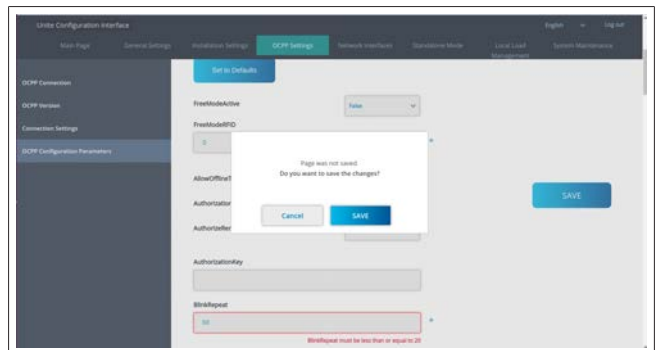 Unite Configuration Interface
English
Log out
Main Page
General Settings
Installation Settings
OCPP Settings
Network Interfaces
Standalone Mode
Local Load
Management
System Maintenance
OCPP Connection
OCPP Version
Connection Settings
OCPP Configuration Parameters
Set to Defaults
FreeModeActive
False
FreeModeRFID
0
*
Page was not saved
Do you want to save the changes?
Cancel
SAVE
SAVE
AllowOfflineT
Authorization
AuthorizationKey
BlinkRepeat
*
BlinkRepeat must be less than or equal to 20